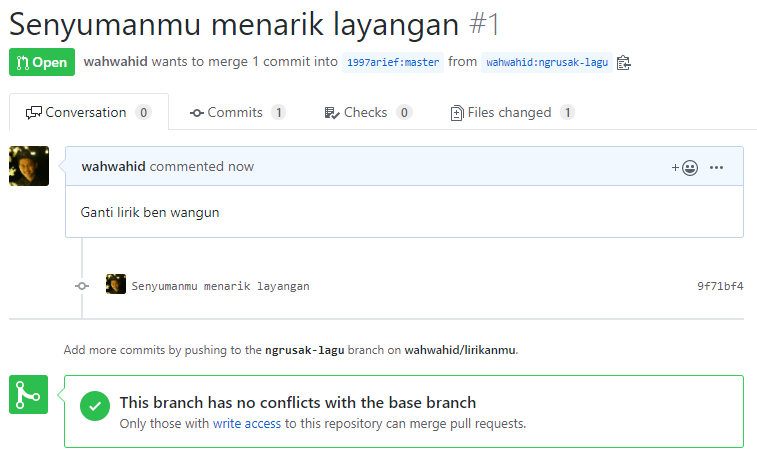 Senyumanmu menarik layangan #1
Open wahwahid wants to merge 1 commit into 1997arief:master from wahwahid:ngrusak-lagu
Conversation 0 Commits 1 Checks 0 Files changed 1
wahwahid commented now
Ganti lirik ben wangun
Senyumanmu menarik layangan 9f71bf4
Add more commits by pushing to the ngrusak-lagu branch on wahwahid/lirikanmu.
This branch has no conflicts with the base branch
Only those with write access to this repository can merge pull requests.